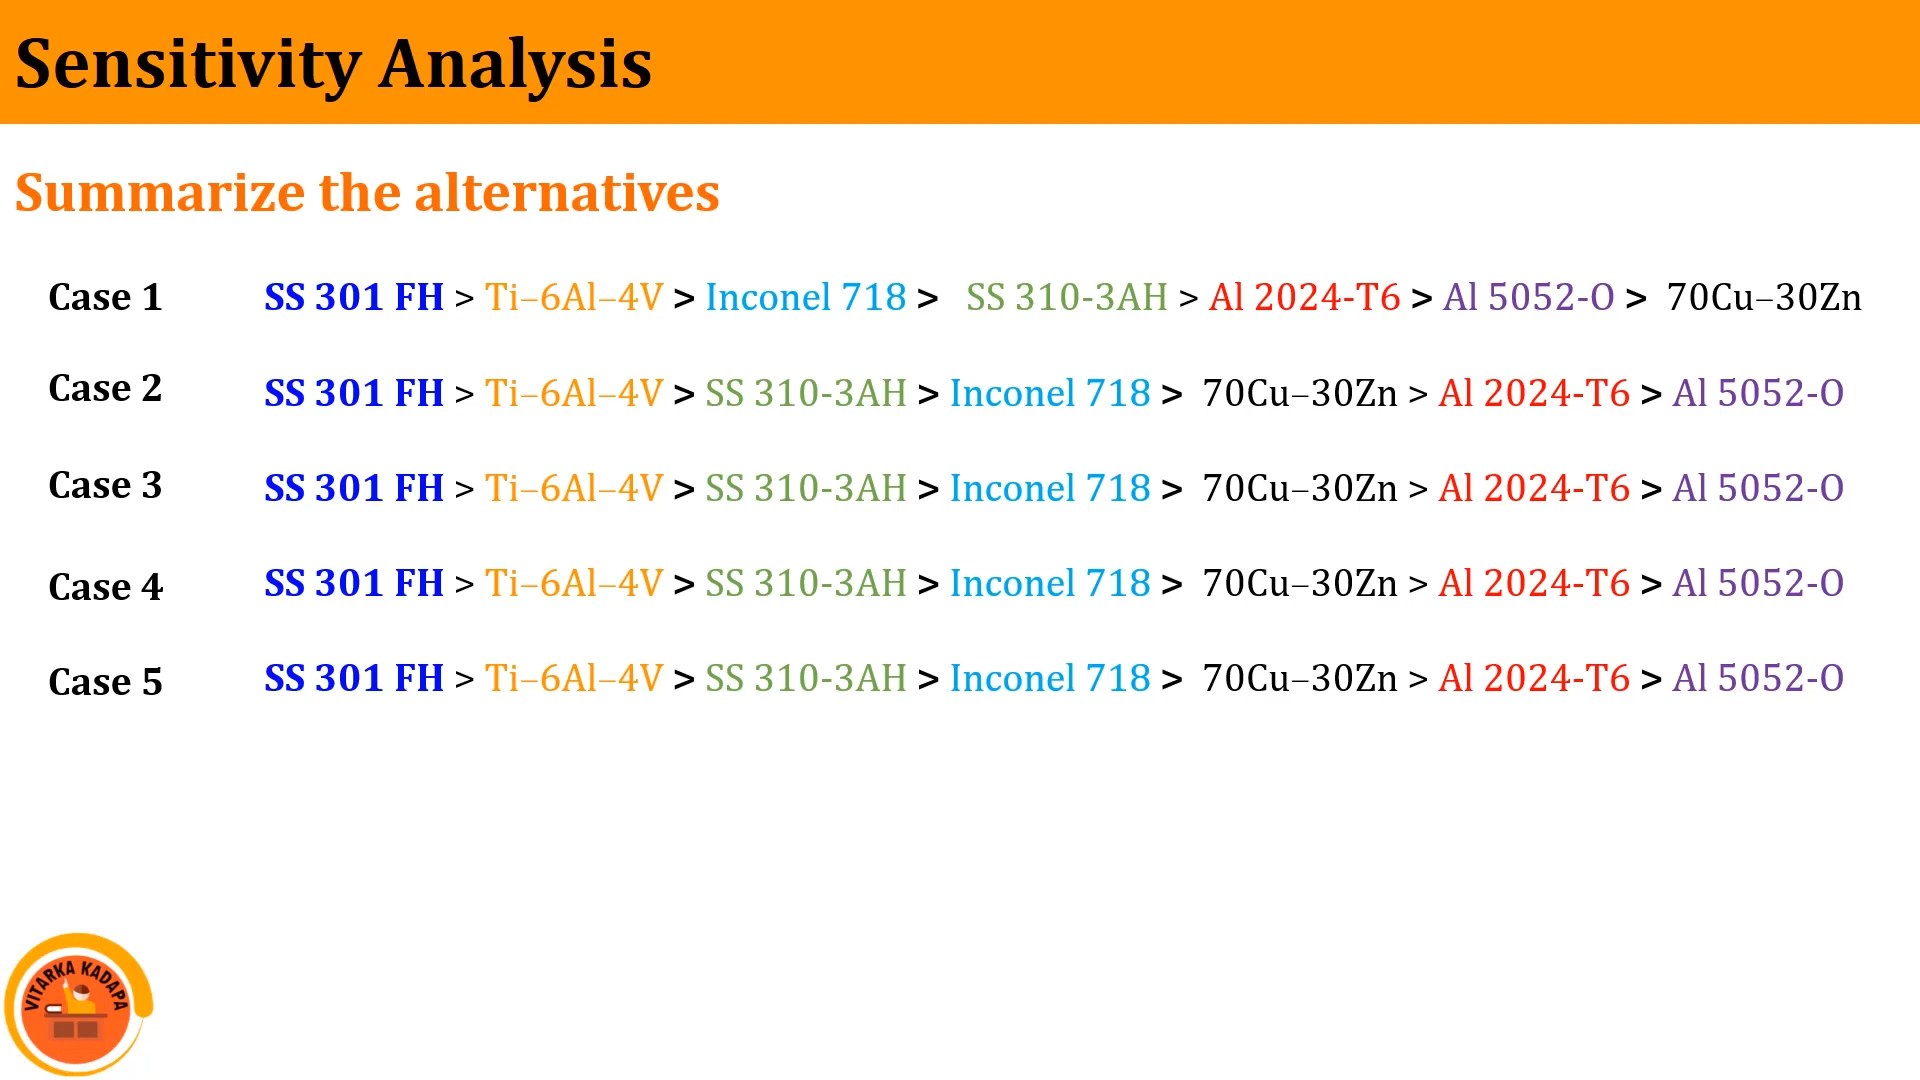 Sensitivity Analysis
Summarize the alternatives
Case 1 SS 301 FH > Ti–6Al–4V > Inconel 718 > SS 310-3AH > Al 2024-T6 > Al 5052-O > 70Cu–30Zn
Case 2 SS 301 FH > Ti–6Al–4V > SS 310-3AH > Inconel 718 > 70Cu–30Zn > Al 2024-T6 > Al 5052-O
Case 3 SS 301 FH > Ti–6Al–4V > SS 310-3AH > Inconel 718 > 70Cu–30Zn > Al 2024-T6 > Al 5052-O
Case 4 SS 301 FH > Ti–6Al–4V > SS 310-3AH > Inconel 718 > 70Cu–30Zn > Al 2024-T6 > Al 5052-O
Case 5 SS 301 FH > Ti–6Al–4V > SS 310-3AH > Inconel 718 > 70Cu–30Zn > Al 2024-T6 > Al 5052-O
VITARKA KADAPA